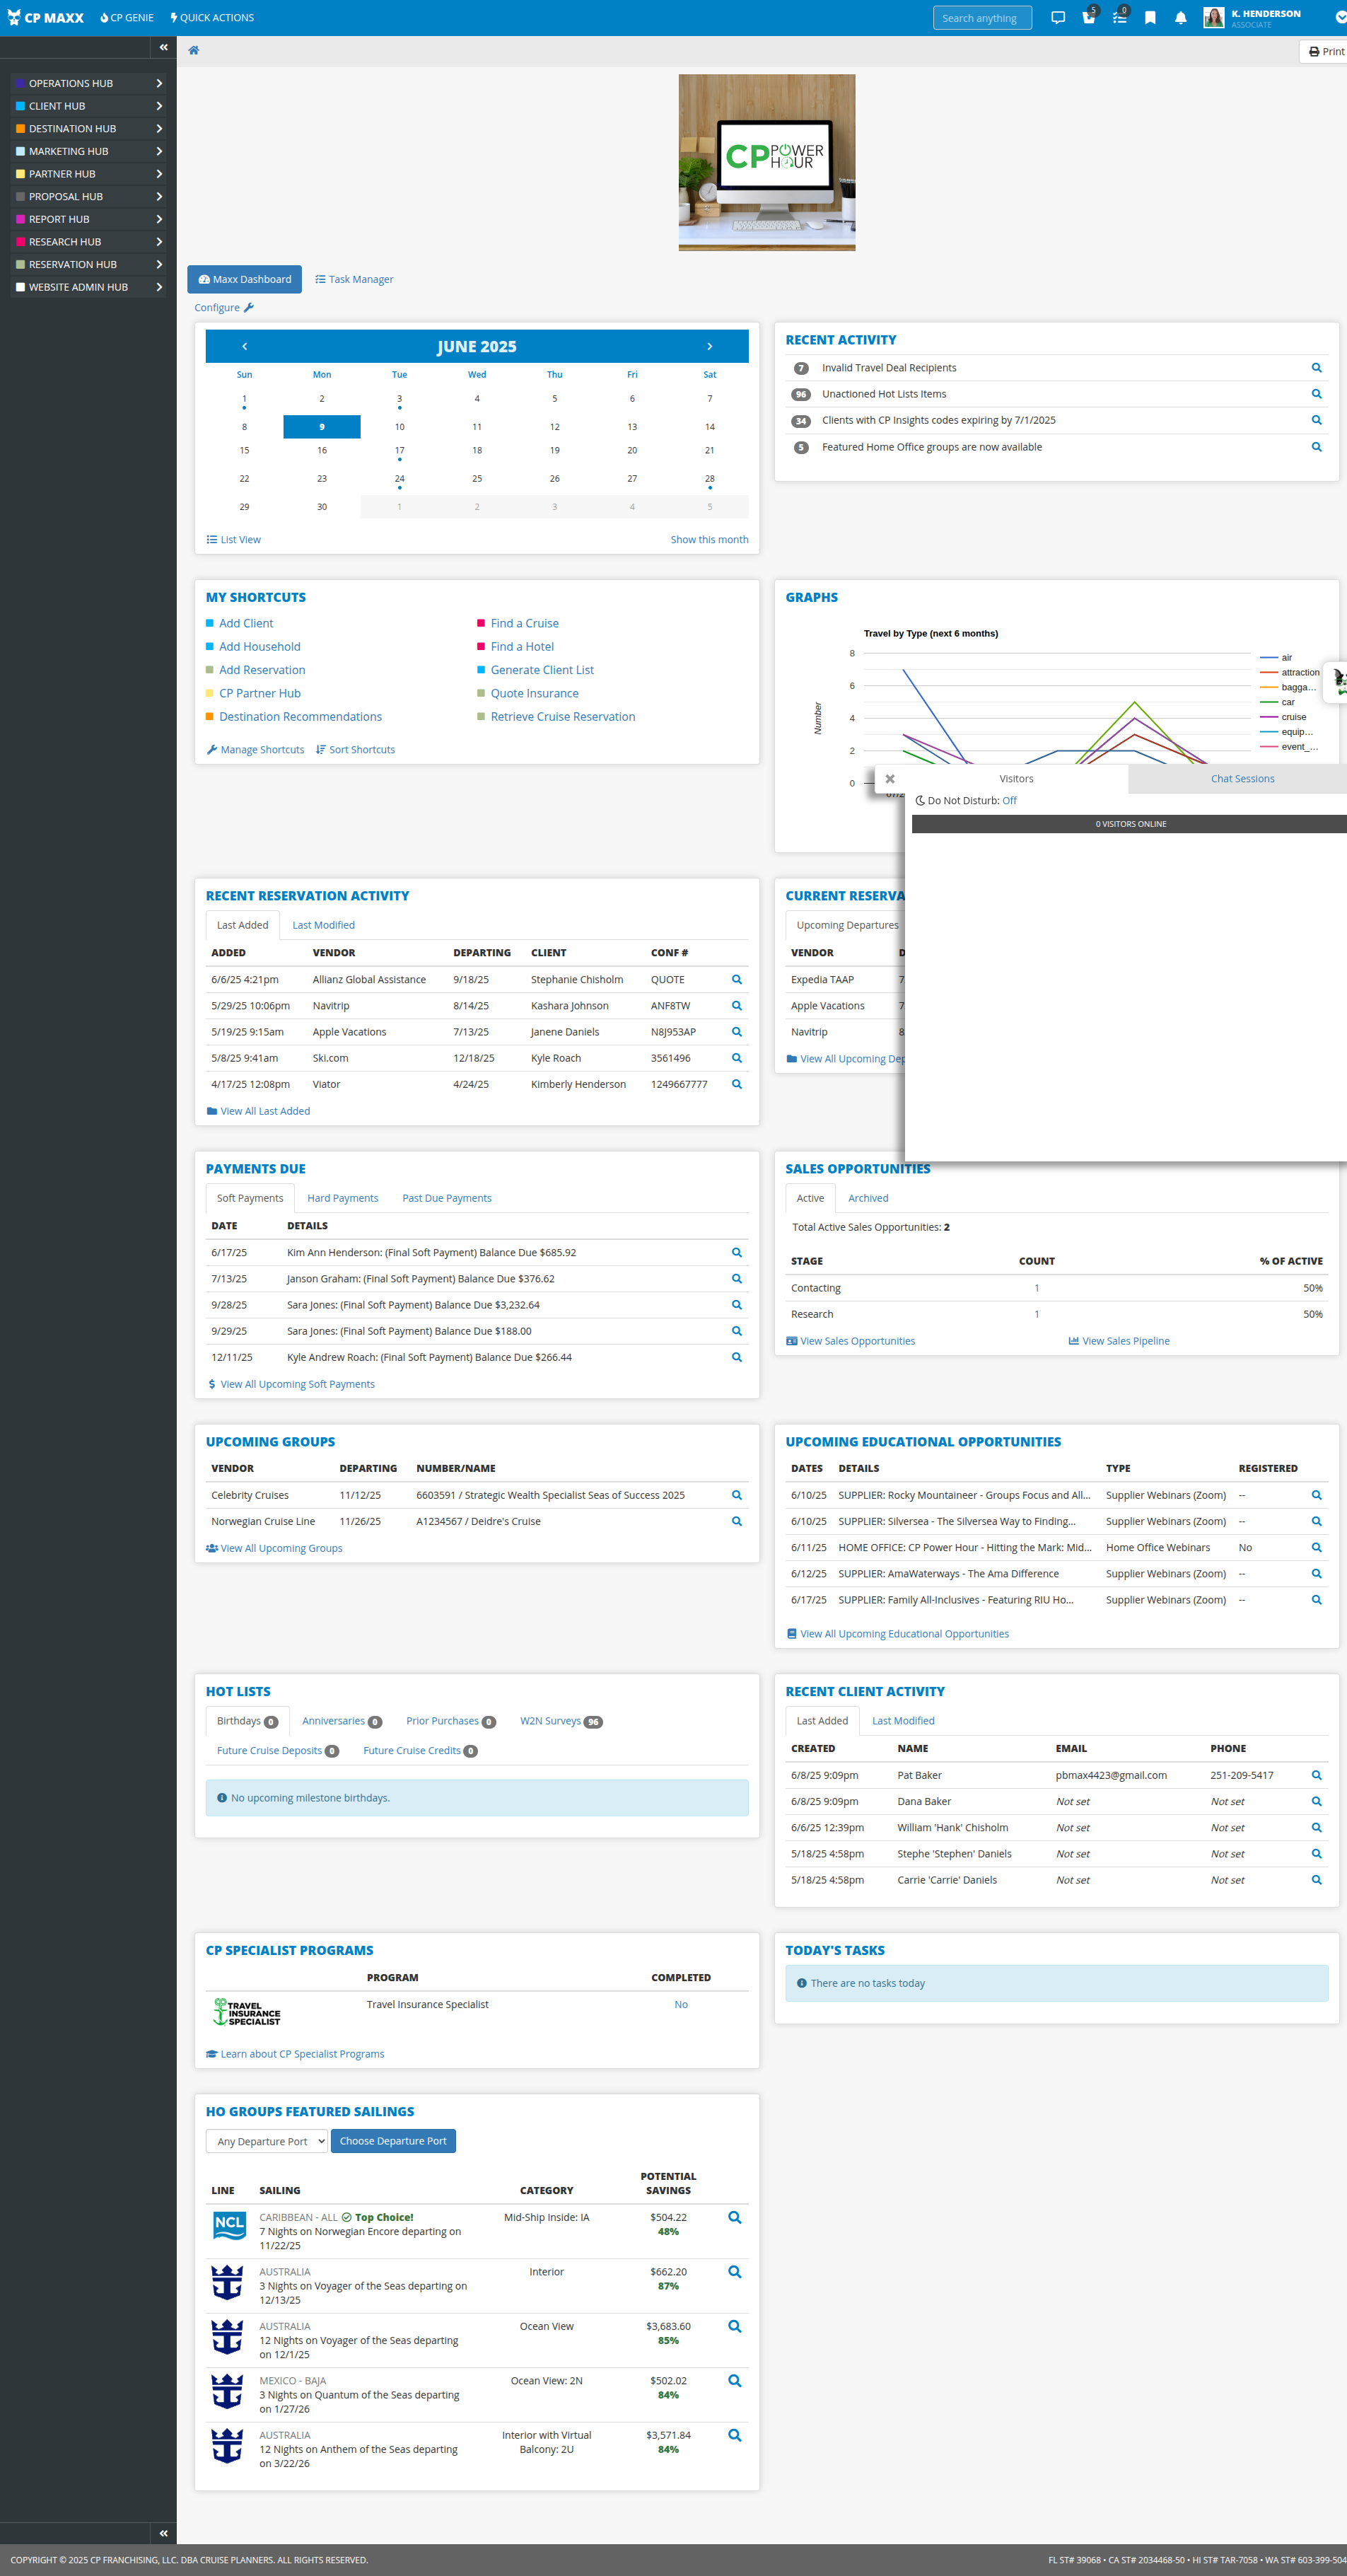 CP MAXX
CP GENIE
QUICK ACTIONS
Search anything
5
0
K. HENDERSON
ASSOCIATE
Print
OPERATIONS HUB
CLIENT HUB
DESTINATION HUB
MARKETING HUB
PARTNER HUB
PROPOSAL HUB
REPORT HUB
RESEARCH HUB
RESERVATION HUB
WEBSITE ADMIN HUB
CP POWER HOUR
Maxx Dashboard
Task Manager
Configure
JUNE 2025
Sun Mon Tue Wed Thu Fri Sat
1 2 3 4 5 6 7
8 9 10 11 12 13 14
15 16 17 18 19 20 21
22 23 24 25 26 27 28
29 30 1 2 3 4 5
List View
Show this month
RECENT ACTIVITY
7 Invalid Travel Deal Recipients
96 Unactioned Hot Lists Items
34 Clients with CP Insights codes expiring by 7/1/2025
5 Featured Home Office groups are now available
MY SHORTCUTS
Add Client
Add Household
Add Reservation
CP Partner Hub
Destination Recommendations
Find a Cruise
Find a Hotel
Generate Client List
Quote Insurance
Retrieve Cruise Reservation
Manage Shortcuts
Sort Shortcuts
GRAPHS
Travel by Type (next 6 months)
Number
8
6
4
2
0
air
attraction
bagga...
car
cruise
equip...
event_...
Visitors
Chat Sessions
Do Not Disturb: Off
0 VISITORS ONLINE
RECENT RESERVATION ACTIVITY
Last Added
Last Modified
ADDED VENDOR DEPARTING CLIENT CONF #
6/6/25 4:21pm Allianz Global Assistance 9/18/25 Stephanie Chisholm QUOTE
5/29/25 10:06pm Navitrip 8/14/25 Kashara Johnson ANF8TW
5/19/25 9:15am Apple Vacations 7/13/25 Janene Daniels N8J953AP
5/8/25 9:41am Ski.com 12/18/25 Kyle Roach 3561496
4/17/25 12:08pm Viator 4/24/25 Kimberly Henderson 1249667777
View All Last Added
CURRENT RESERVA
Upcoming Departures
VENDOR D
Expedia TAAP 7
Apple Vacations 7
Navitrip 8
View All Upcoming Dep
PAYMENTS DUE
Soft Payments
Hard Payments
Past Due Payments
DATE DETAILS
6/17/25 Kim Ann Henderson: (Final Soft Payment) Balance Due $685.92
7/13/25 Janson Graham: (Final Soft Payment) Balance Due $376.62
9/28/25 Sara Jones: (Final Soft Payment) Balance Due $3,232.64
9/29/25 Sara Jones: (Final Soft Payment) Balance Due $188.00
12/11/25 Kyle Andrew Roach: (Final Soft Payment) Balance Due $266.44
View All Upcoming Soft Payments
SALES OPPORTUNITIES
Active
Archived
Total Active Sales Opportunities: 2
STAGE COUNT % OF ACTIVE
Contacting 1 50%
Research 1 50%
View Sales Opportunities
View Sales Pipeline
UPCOMING GROUPS
VENDOR DEPARTING NUMBER/NAME
Celebrity Cruises 11/12/25 6603591 / Strategic Wealth Specialist Seas of Success 2025
Norwegian Cruise Line 11/26/25 A1234567 / Deidre's Cruise
View All Upcoming Groups
UPCOMING EDUCATIONAL OPPORTUNITIES
DATES DETAILS TYPE REGISTERED
6/10/25 SUPPLIER: Rocky Mountaineer - Groups Focus and All... Supplier Webinars (Zoom) --
6/10/25 SUPPLIER: Silversea - The Silversea Way to Finding... Supplier Webinars (Zoom) --
6/11/25 HOME OFFICE: CP Power Hour - Hitting the Mark: Mid... Home Office Webinars No
6/12/25 SUPPLIER: AmaWaterways - The Ama Difference Supplier Webinars (Zoom) --
6/17/25 SUPPLIER: Family All-Inclusives - Featuring RIU Ho... Supplier Webinars (Zoom) --
View All Upcoming Educational Opportunities
HOT LISTS
Birthdays 0
Anniversaries 0
Prior Purchases 0
W2N Surveys 96
Future Cruise Deposits 0
Future Cruise Credits 0
No upcoming milestone birthdays.
RECENT CLIENT ACTIVITY
Last Added
Last Modified
CREATED NAME EMAIL PHONE
6/8/25 9:09pm Pat Baker pbmax4423@gmail.com 251-209-5417
6/8/25 9:09pm Dana Baker Not set Not set
6/6/25 12:39pm William 'Hank' Chisholm Not set Not set
5/18/25 4:58pm Stephe 'Stephen' Daniels Not set Not set
5/18/25 4:58pm Carrie 'Carrie' Daniels Not set Not set
CP SPECIALIST PROGRAMS
PROGRAM COMPLETED
TRAVEL
INSURANCE
SPECIALIST
Travel Insurance Specialist No
Learn about CP Specialist Programs
TODAY'S TASKS
There are no tasks today
HO GROUPS FEATURED SAILINGS
Any Departure Port
Choose Departure Port
LINE SAILING CATEGORY POTENTIAL SAVINGS
NCL
CARIBBEAN - ALL Top Choice!
7 Nights on Norwegian Encore departing on
11/22/25
Mid-Ship Inside: IA
$504.22
48%
AUSTRALIA
3 Nights on Voyager of the Seas departing on
12/13/25
Interior
$662.20
87%
AUSTRALIA
12 Nights on Voyager of the Seas departing
on 12/1/25
Ocean View
$3,683.60
85%
MEXICO - BAJA
3 Nights on Quantum of the Seas departing
on 1/27/26
Ocean View: 2N
$502.02
84%
AUSTRALIA
12 Nights on Anthem of the Seas departing
on 3/22/26
Interior with Virtual
Balcony: 2U
$3,571.84
84%
COPYRIGHT © 2025 CP FRANCHISING, LLC. DBA CRUISE PLANNERS. ALL RIGHTS RESERVED.
FL ST# 39068 • CA ST# 2034468-50 • HI ST# TAR-7058 • WA ST# 603-399-504